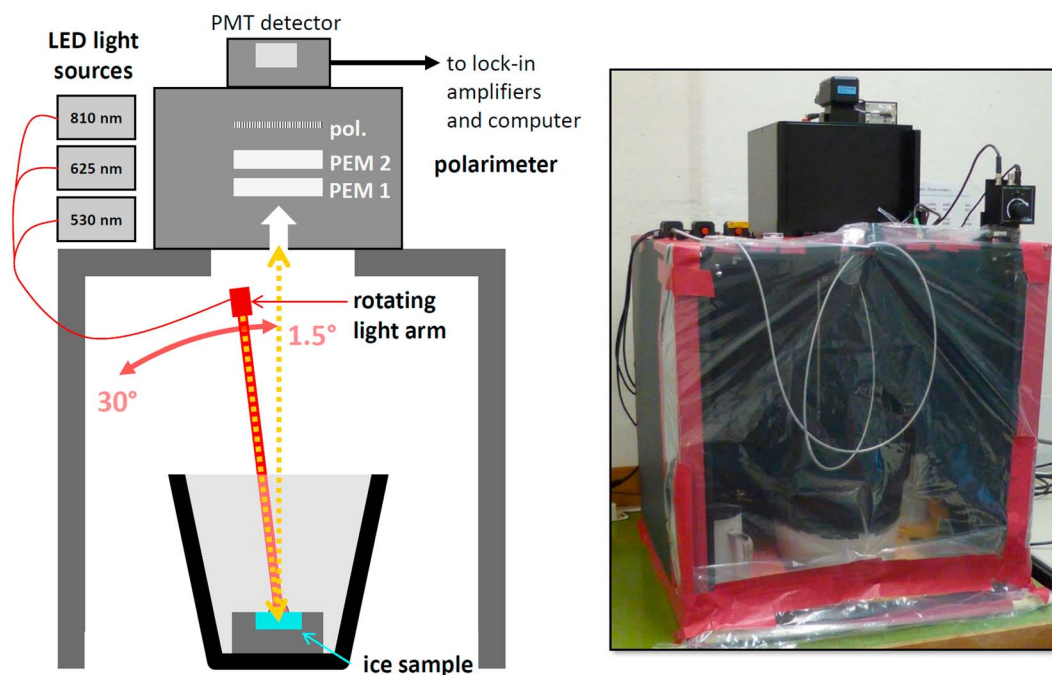 PMT detector
LED light
sources
to lock-in
amplifiers
and computer
810 nm
625 nm
530 nm
pol.
PEM 2
PEM 1
polarimeter
rotating
light arm
1.5°
30°
ice sample